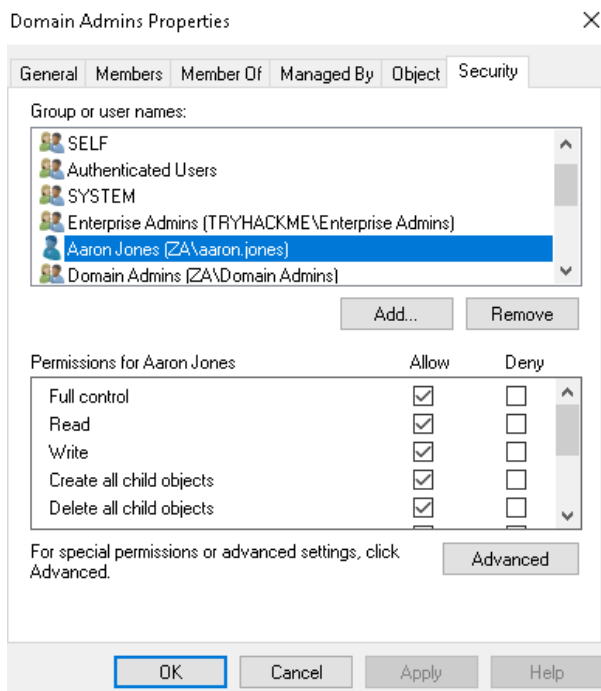 Domain Admins Properties
General Members Member Of Managed By Object Security
Group or user names:
SELF
Authenticated Users
SYSTEM
Enterprise Admins (TRYHACKME\Enterprise Admins)
Aaron Jones (ZA\aaron.jones)
Domain Admins (ZA\Domain Admins)
Add... Remove
Permissions for Aaron Jones Allow Deny
Full control
Read
Write
Create all child objects
Delete all child objects
For special permissions or advanced settings, click
Advanced.
Advanced
OK Cancel Apply Help